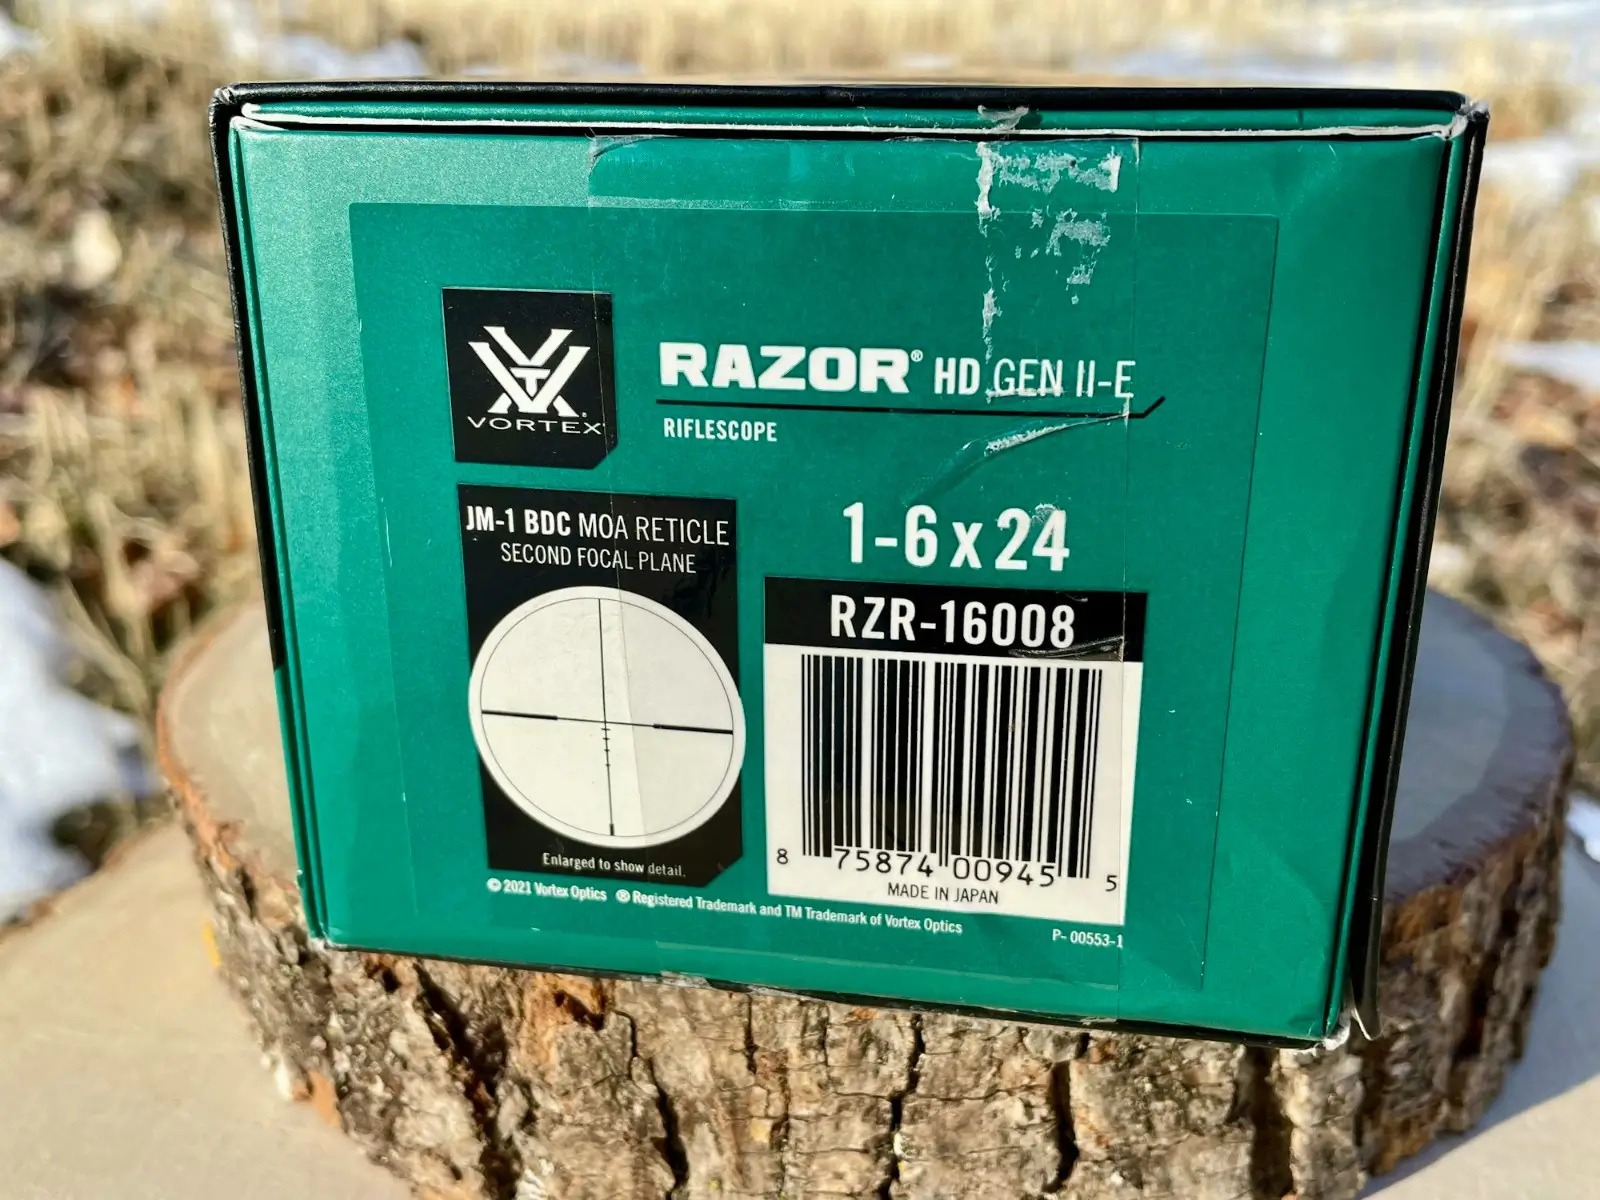 VORTEX
RAZOR® HD GEN II-E
RIFLESCOPE
JM-1 BDC MOA RETICLE
SECOND FOCAL PLANE
Enlarged to show detail.
1-6 x 24
RZR-16008
8 75874 00945 5
MADE IN JAPAN
© 2021 Vortex Optics ® Registered Trademark and TM Trademark of Vortex Optics
P- 00553-1